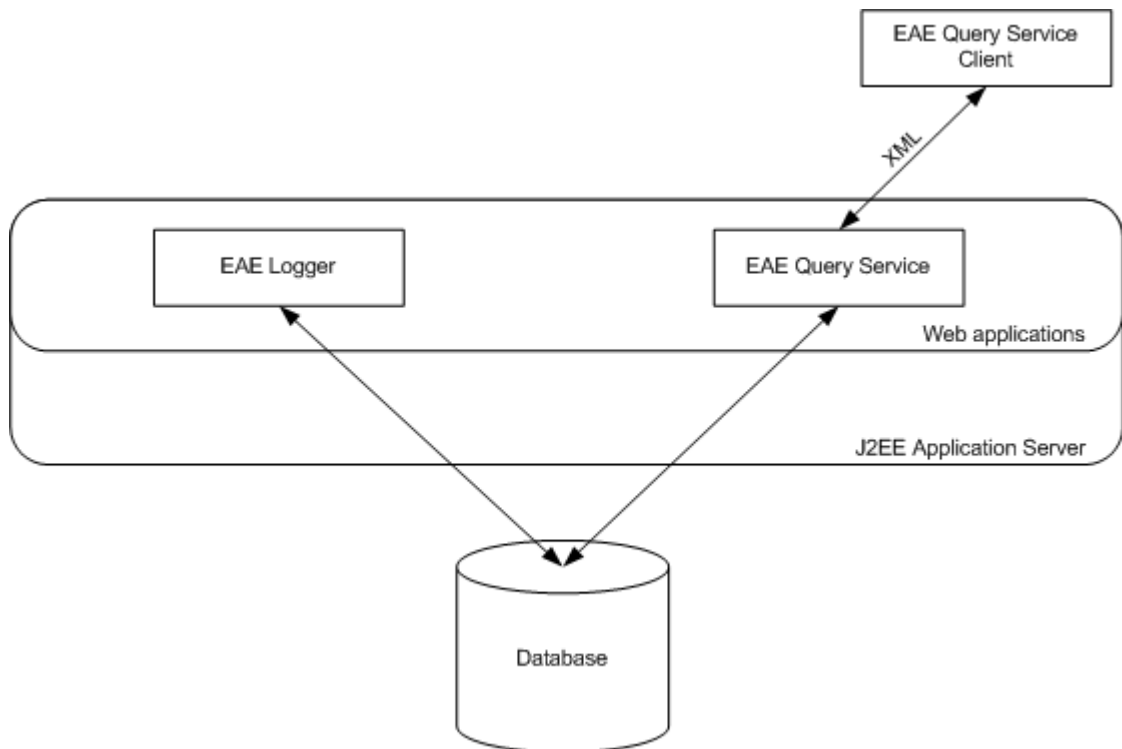 EAE Query Service
Client
XML
EAE Logger
EAE Query Service
Web applications
J2EE Application Server
Database